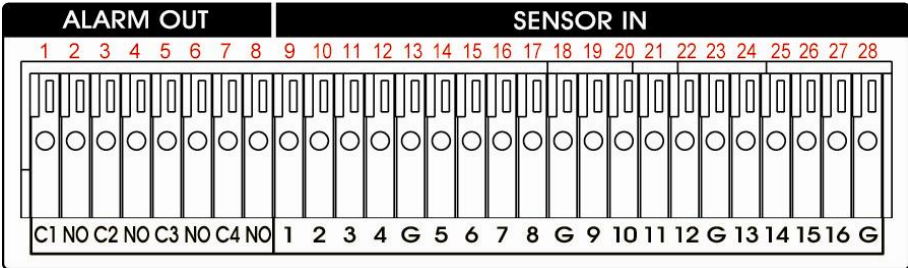 ALARM OUT SENSOR IN
1 2 3 4 5 6 7 8 9 10 11 12 13 14 15 16 17 18 19 20 21 22 23 24 25 26 27 28
C1 NO C2 NO C3 NO C4 NO 1 2 3 4 G 5 6 7 8 G 9 10 11 12 G 13 14 15 16 G